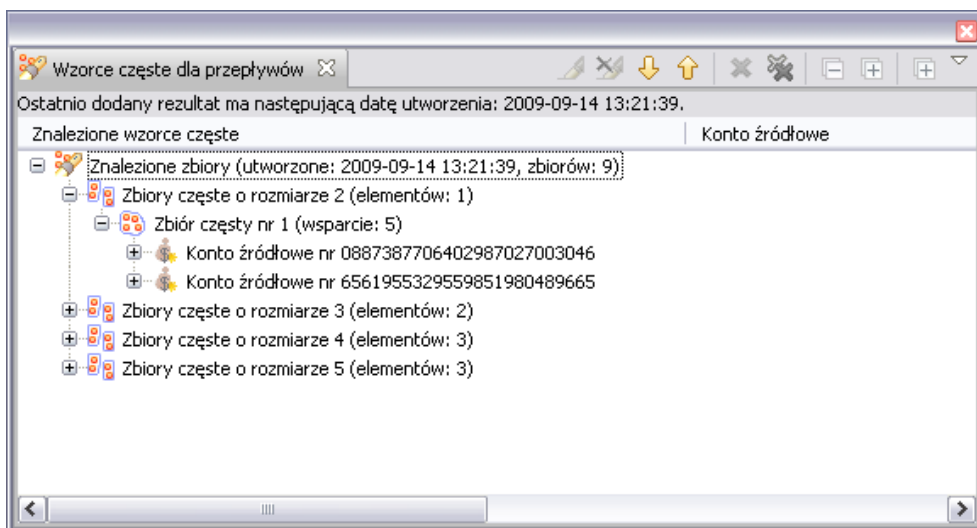 Wzorce częste dla przepływów
Ostatnio dodany rezultat ma następującą datę utworzenia: 2009-09-14 13:21:39.
Znalezione wzorce częste Konto źródłowe
Znalezione zbiory (utworzone: 2009-09-14 13:21:39, zbiorów: 9)
Zbiory częste o rozmiarze 2 (elementów: 1)
Zbiór częsty nr 1 (wsparcie: 5)
Konto źródłowe nr 0887387706402987027003046
Konto źródłowe nr 6561955329559851980489665
Zbiory częste o rozmiarze 3 (elementów: 2)
Zbiory częste o rozmiarze 4 (elementów: 3)
Zbiory częste o rozmiarze 5 (elementów: 3)